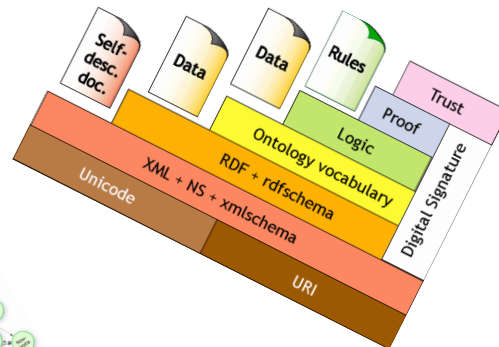 Self-
desc.
doc.
Data
Data
Rules
Trust
Proof
Logic
Digital Signature
Ontology vocabulary
RDF + rdfschema
XML + NS + xmlschema
Unicode
URI